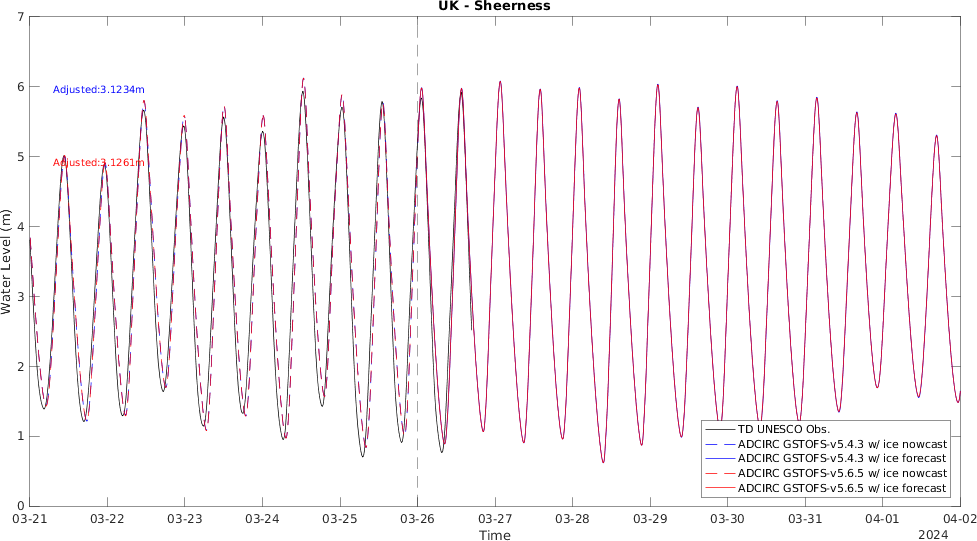 UK - Sheerness
7
6
5
4
3
2
1
0
Water Level (m)
Adjusted:3.1234m
Adjusted:3.1261m
TD UNESCO Obs.
ADCIRC GSTOFS-v5.4.3 w/ ice nowcast
ADCIRC GSTOFS-v5.4.3 w/ ice forecast
ADCIRC GSTOFS-v5.6.5 w/ ice nowcast
ADCIRC GSTOFS-v5.6.5 w/ ice forecast
03-21 03-22 03-23 03-24 03-25 03-26 03-27 03-28 03-29 03-30 03-31 04-01 04-02
Time
2024